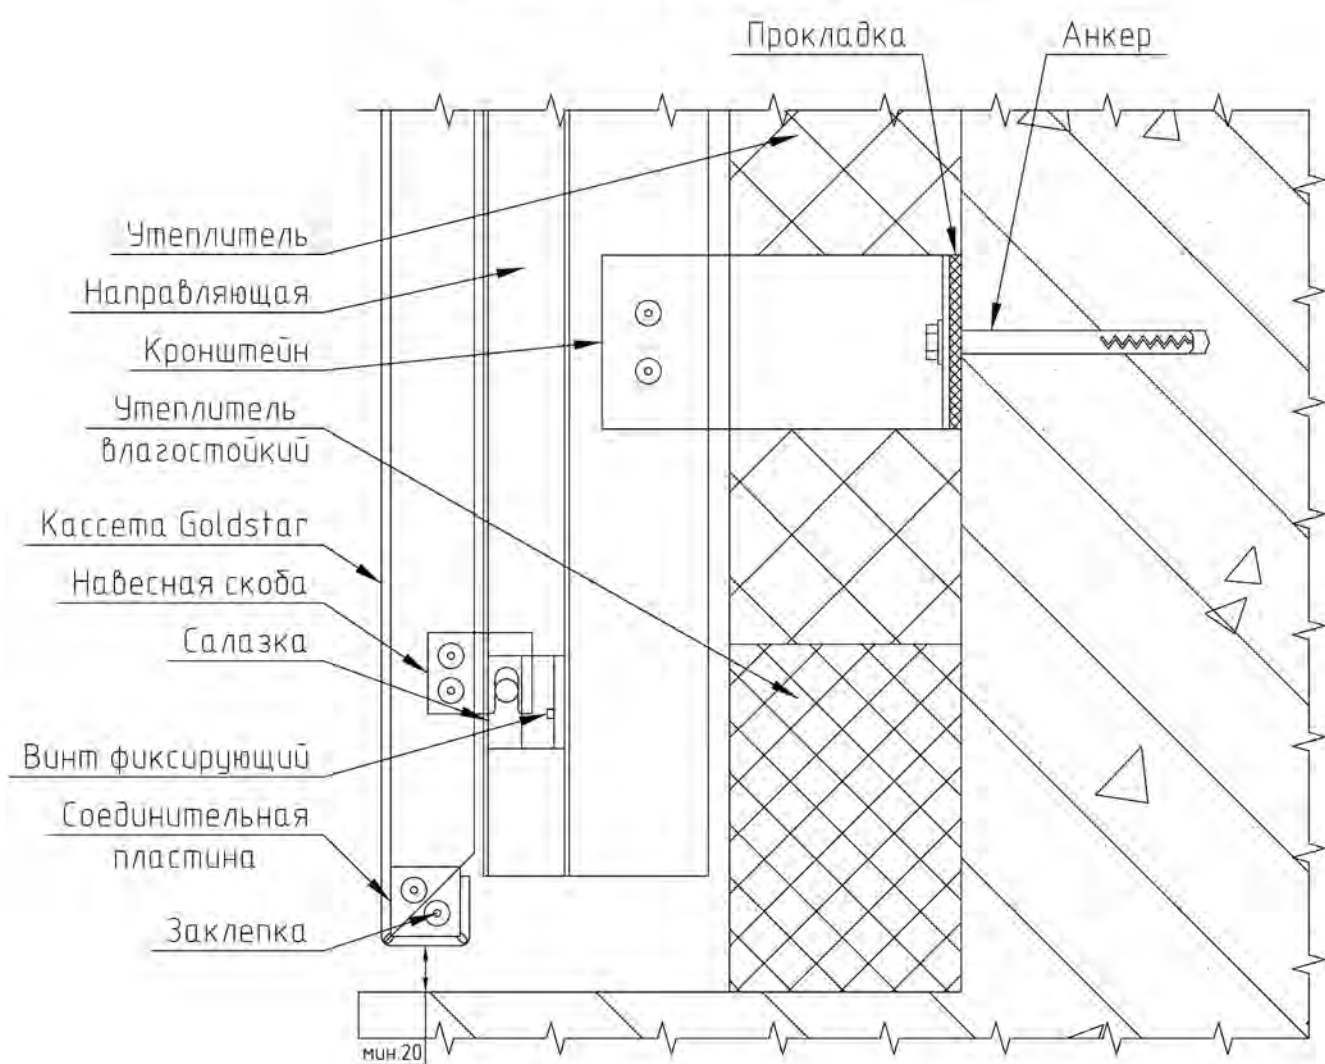 Прокладка
Анкер
Утеплитель
Направляющая
Кронштейн
Утеплитель
влагостойкий
Кассета Goldstar
Навесная скоба
Салазка
Винт фиксирующий
Соединительная
пластина
Заклепка
мин.20